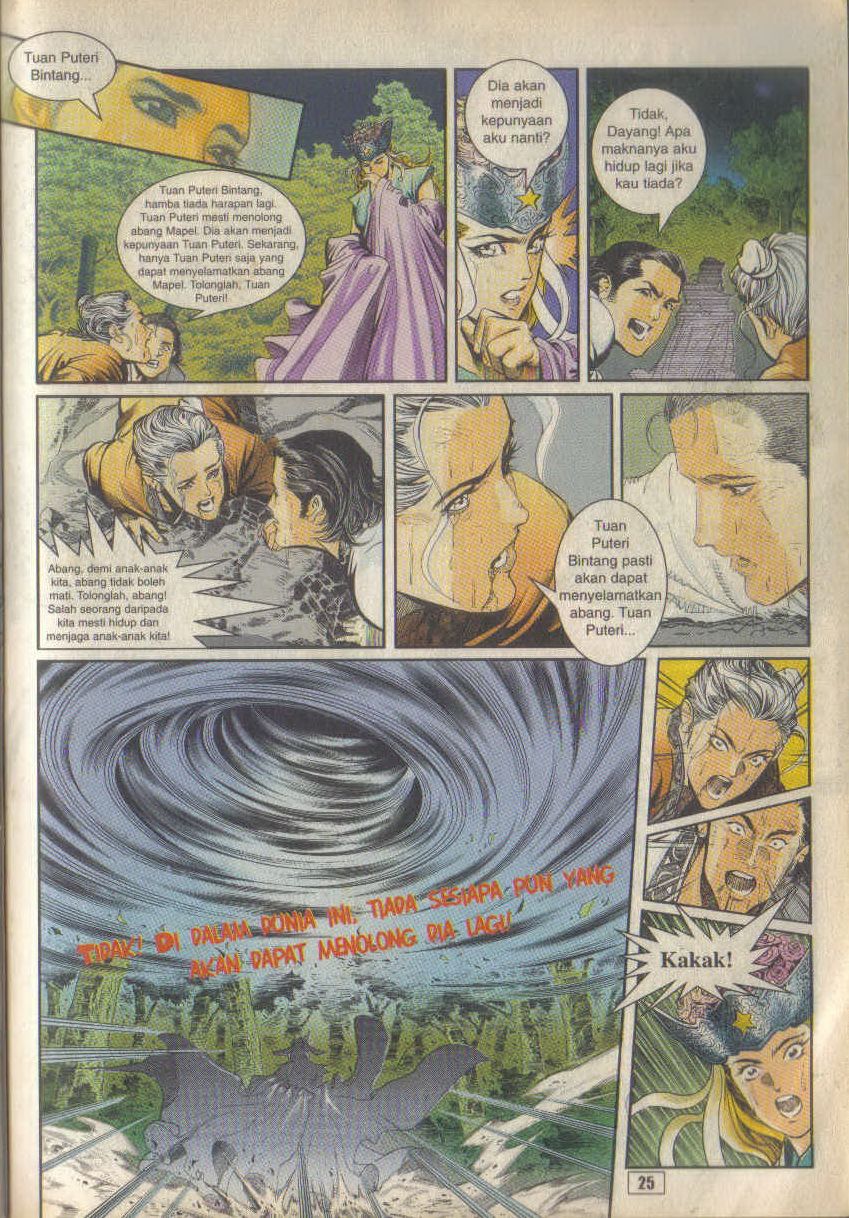 Tuan Puteri
Bintang...
Tuan Puteri Bintang,
hamba tiada harapan lagi.
Tuan Puteri mesti menolong
abang Mapel. Dia akan menjadi
kepunyaan Tuan Puteri. Sekarang,
hanya Tuan Puteri saja yang
dapat menyelamatkan abang
Mapel. Tolonglah, Tuan
Puteri!
Dia akan
menjadi
kepunyaan
aku nanti?
Tidak,
Dayang! Apa
maknanya aku
hidup lagi jika
kau tiada?
Abang, demi anak-anak
kita, abang tidak boleh
mati. Tolonglah, abang!
Salah seorang daripada
kita mesti hidup dan
menjaga anak-anak kita!
Tuan
Puteri
Bintang pasti
akan dapat
menyelamatkan
abang. Tuan
Puteri...
TIDAK! DI DALAM DUNIA INI, TIADA SESIAPA PUN YANG
AKAN DAPAT MENOLONG DIA LAGI!
Kakak!
25